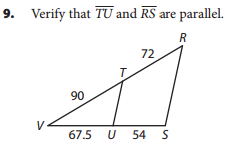 9. Verify that TU and RS are parallel.
R
72
T
90
V
67.5 U 54 S